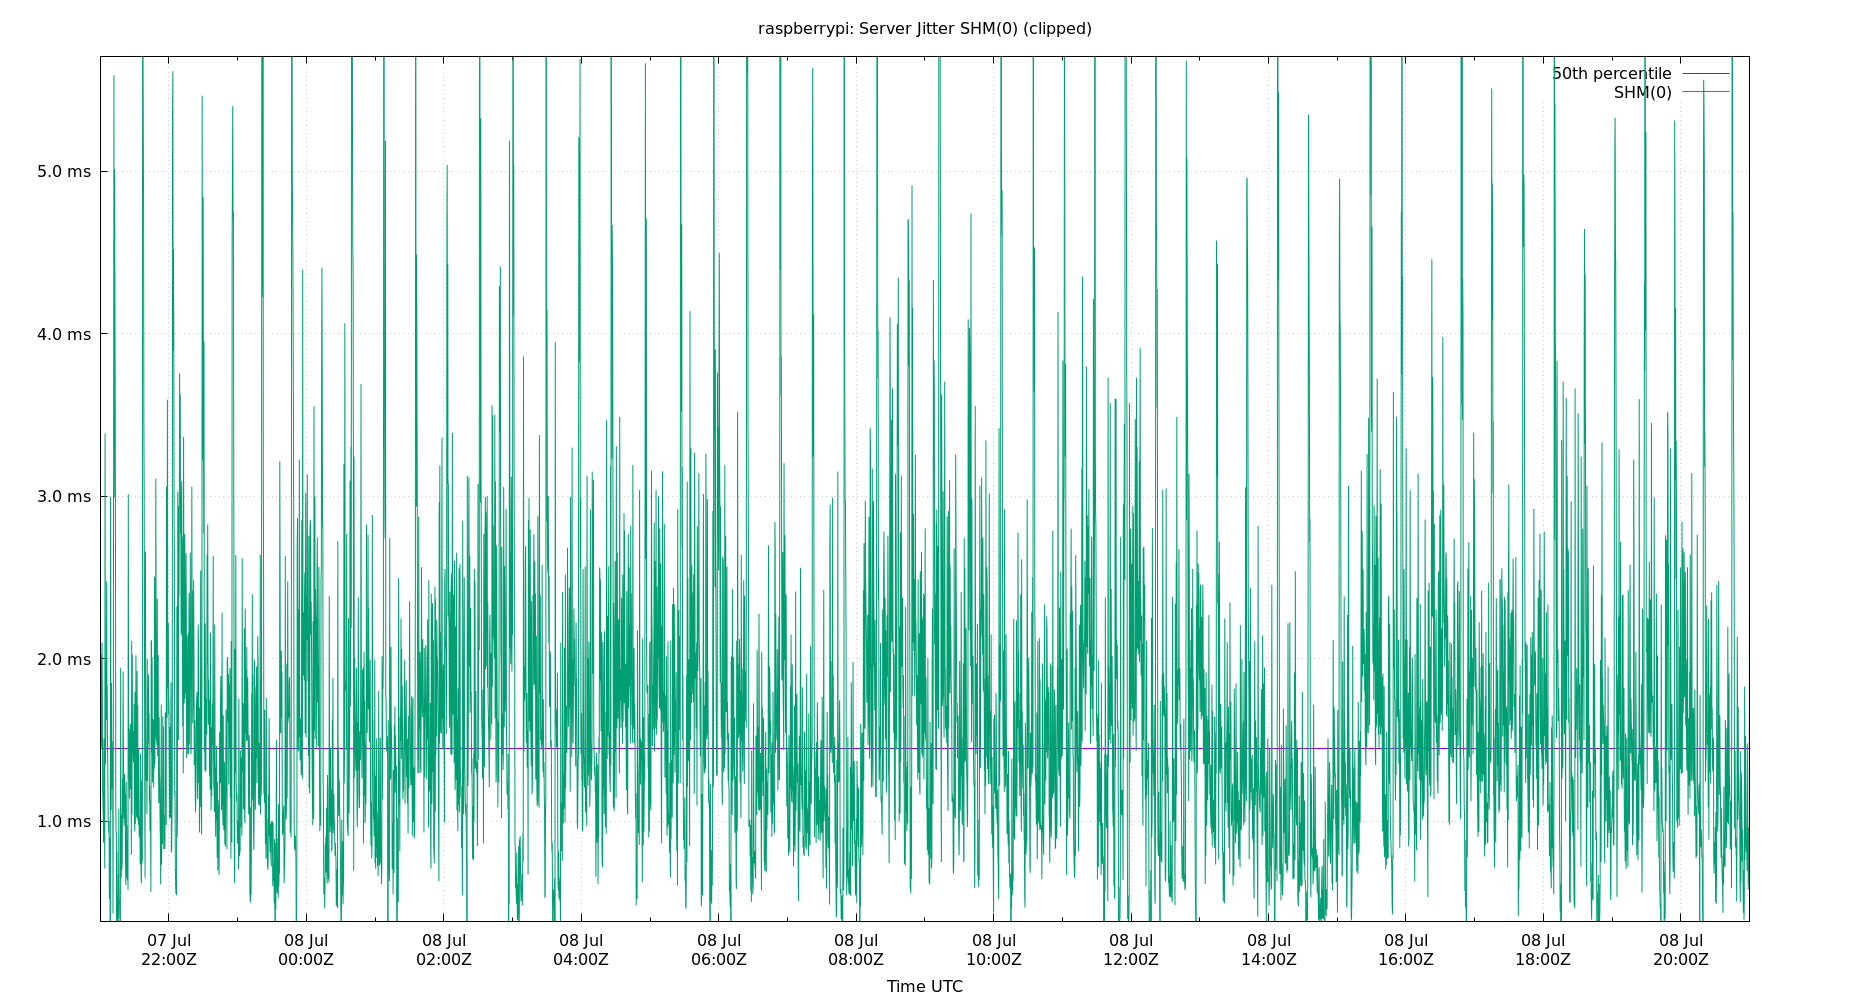 raspberrypi: Server Jitter SHM(0) (clipped)
50th percentile
SHM(0)
5.0 ms
4.0 ms
3.0 ms
2.0 ms
1.0 ms
07 Jul 08 Jul 08 Jul 08 Jul 08 Jul 08 Jul 08 Jul 08 Jul 08 Jul 08 Jul 08 Jul 08 Jul
22:00Z 00:00Z 02:00Z 04:00Z 06:00Z 08:00Z 10:00Z 12:00Z 14:00Z 16:00Z 18:00Z 20:00Z
Time UTC